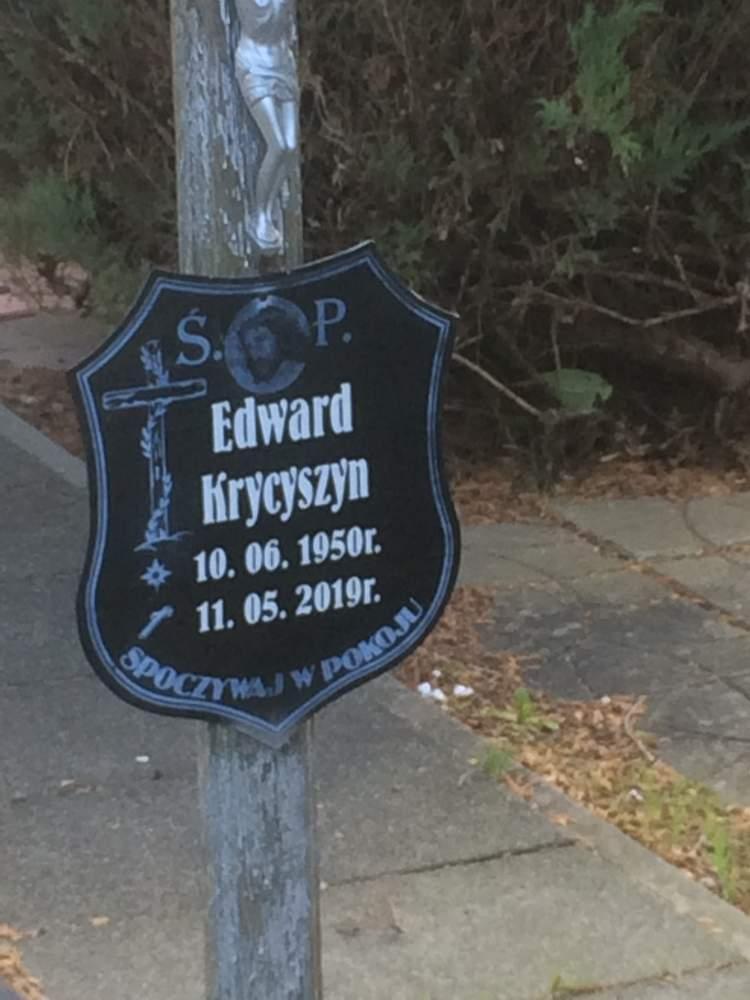 Ś. P.
Edward
Krycyszyn
10. 06. 1950r.
11. 05. 2019r.
SPOCZYWAJ W POKOJU